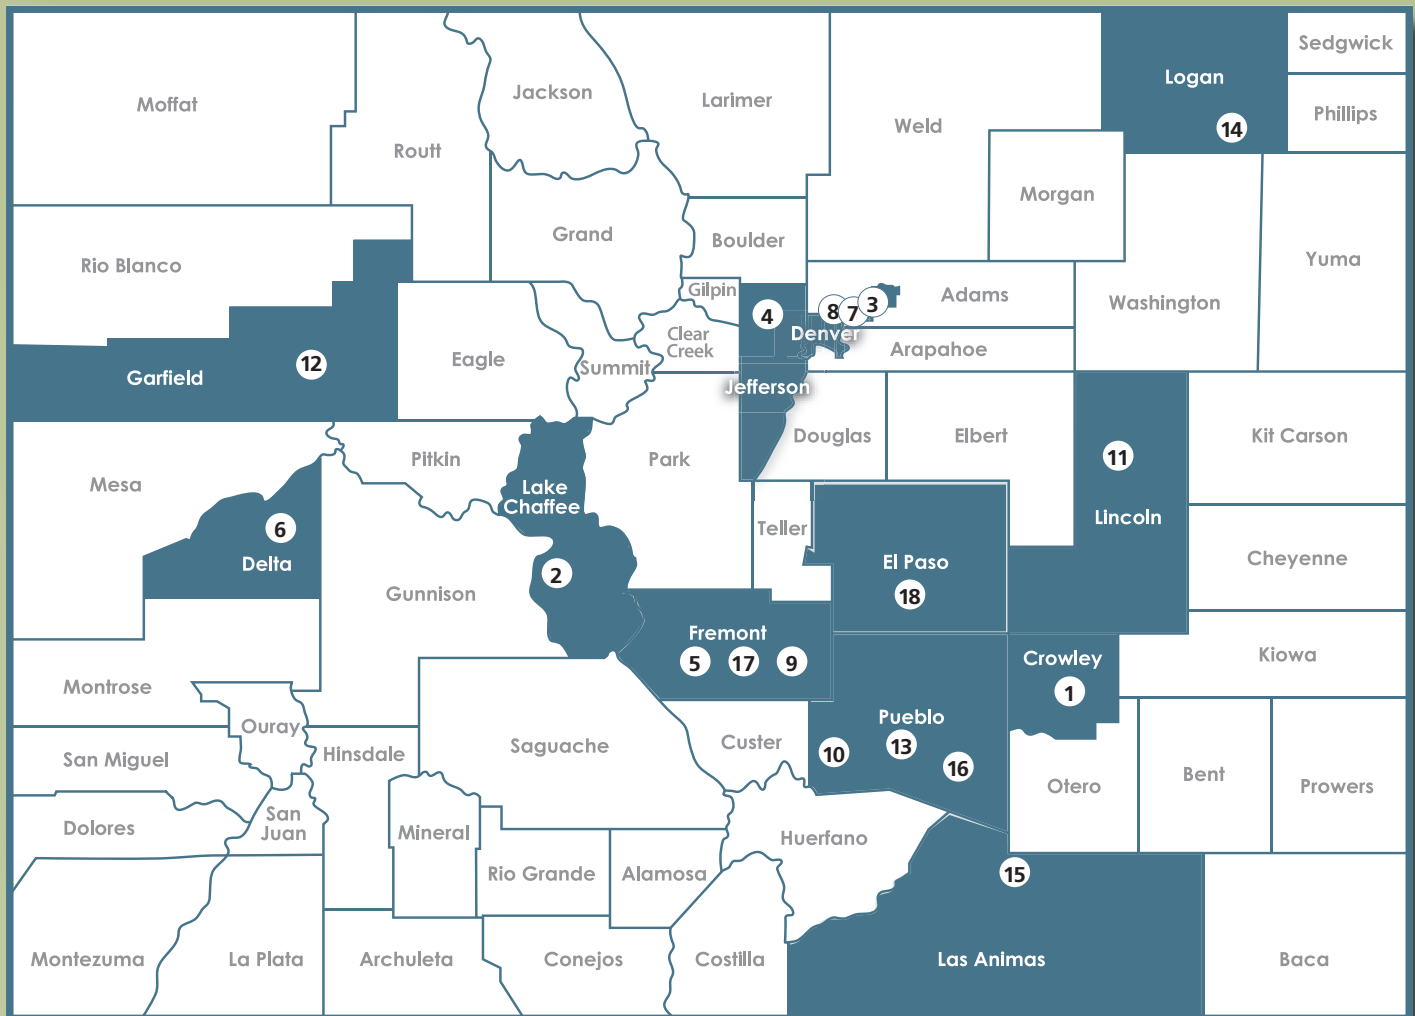 Sedgwick
Logan
Jackson
Larimer
Moffat
Phillips
Weld
14
Routt
Morgan
Grand
Boulder
Yuma
Rio Blanco
Gilpin
Adams
Washington
8
7
3
4
Denver
Clear
Creek
Arapahoe
Eagle
12
Summit
Garfield
Jefferson
Douglas
Elbert
Kit Carson
11
Pitkin
Park
Mesa
Lake
Chaffee
Lincoln
6
Teller
Delta
El Paso
Cheyenne
2
Gunnison
18
Fremont
5
17
9
Crowley
Kiowa
1
Montrose
Pueblo
Ouray
Saguache
Custer
10
13
16
San Miguel
Hinsdale
Otero
Bent
Prowers
San
Juan
Dolores
Mineral
Huerfano
Rio Grande
Alamosa
15
Montezuma
La Plata
Archuleta
Conejos
Costilla
Las Animas
Baca